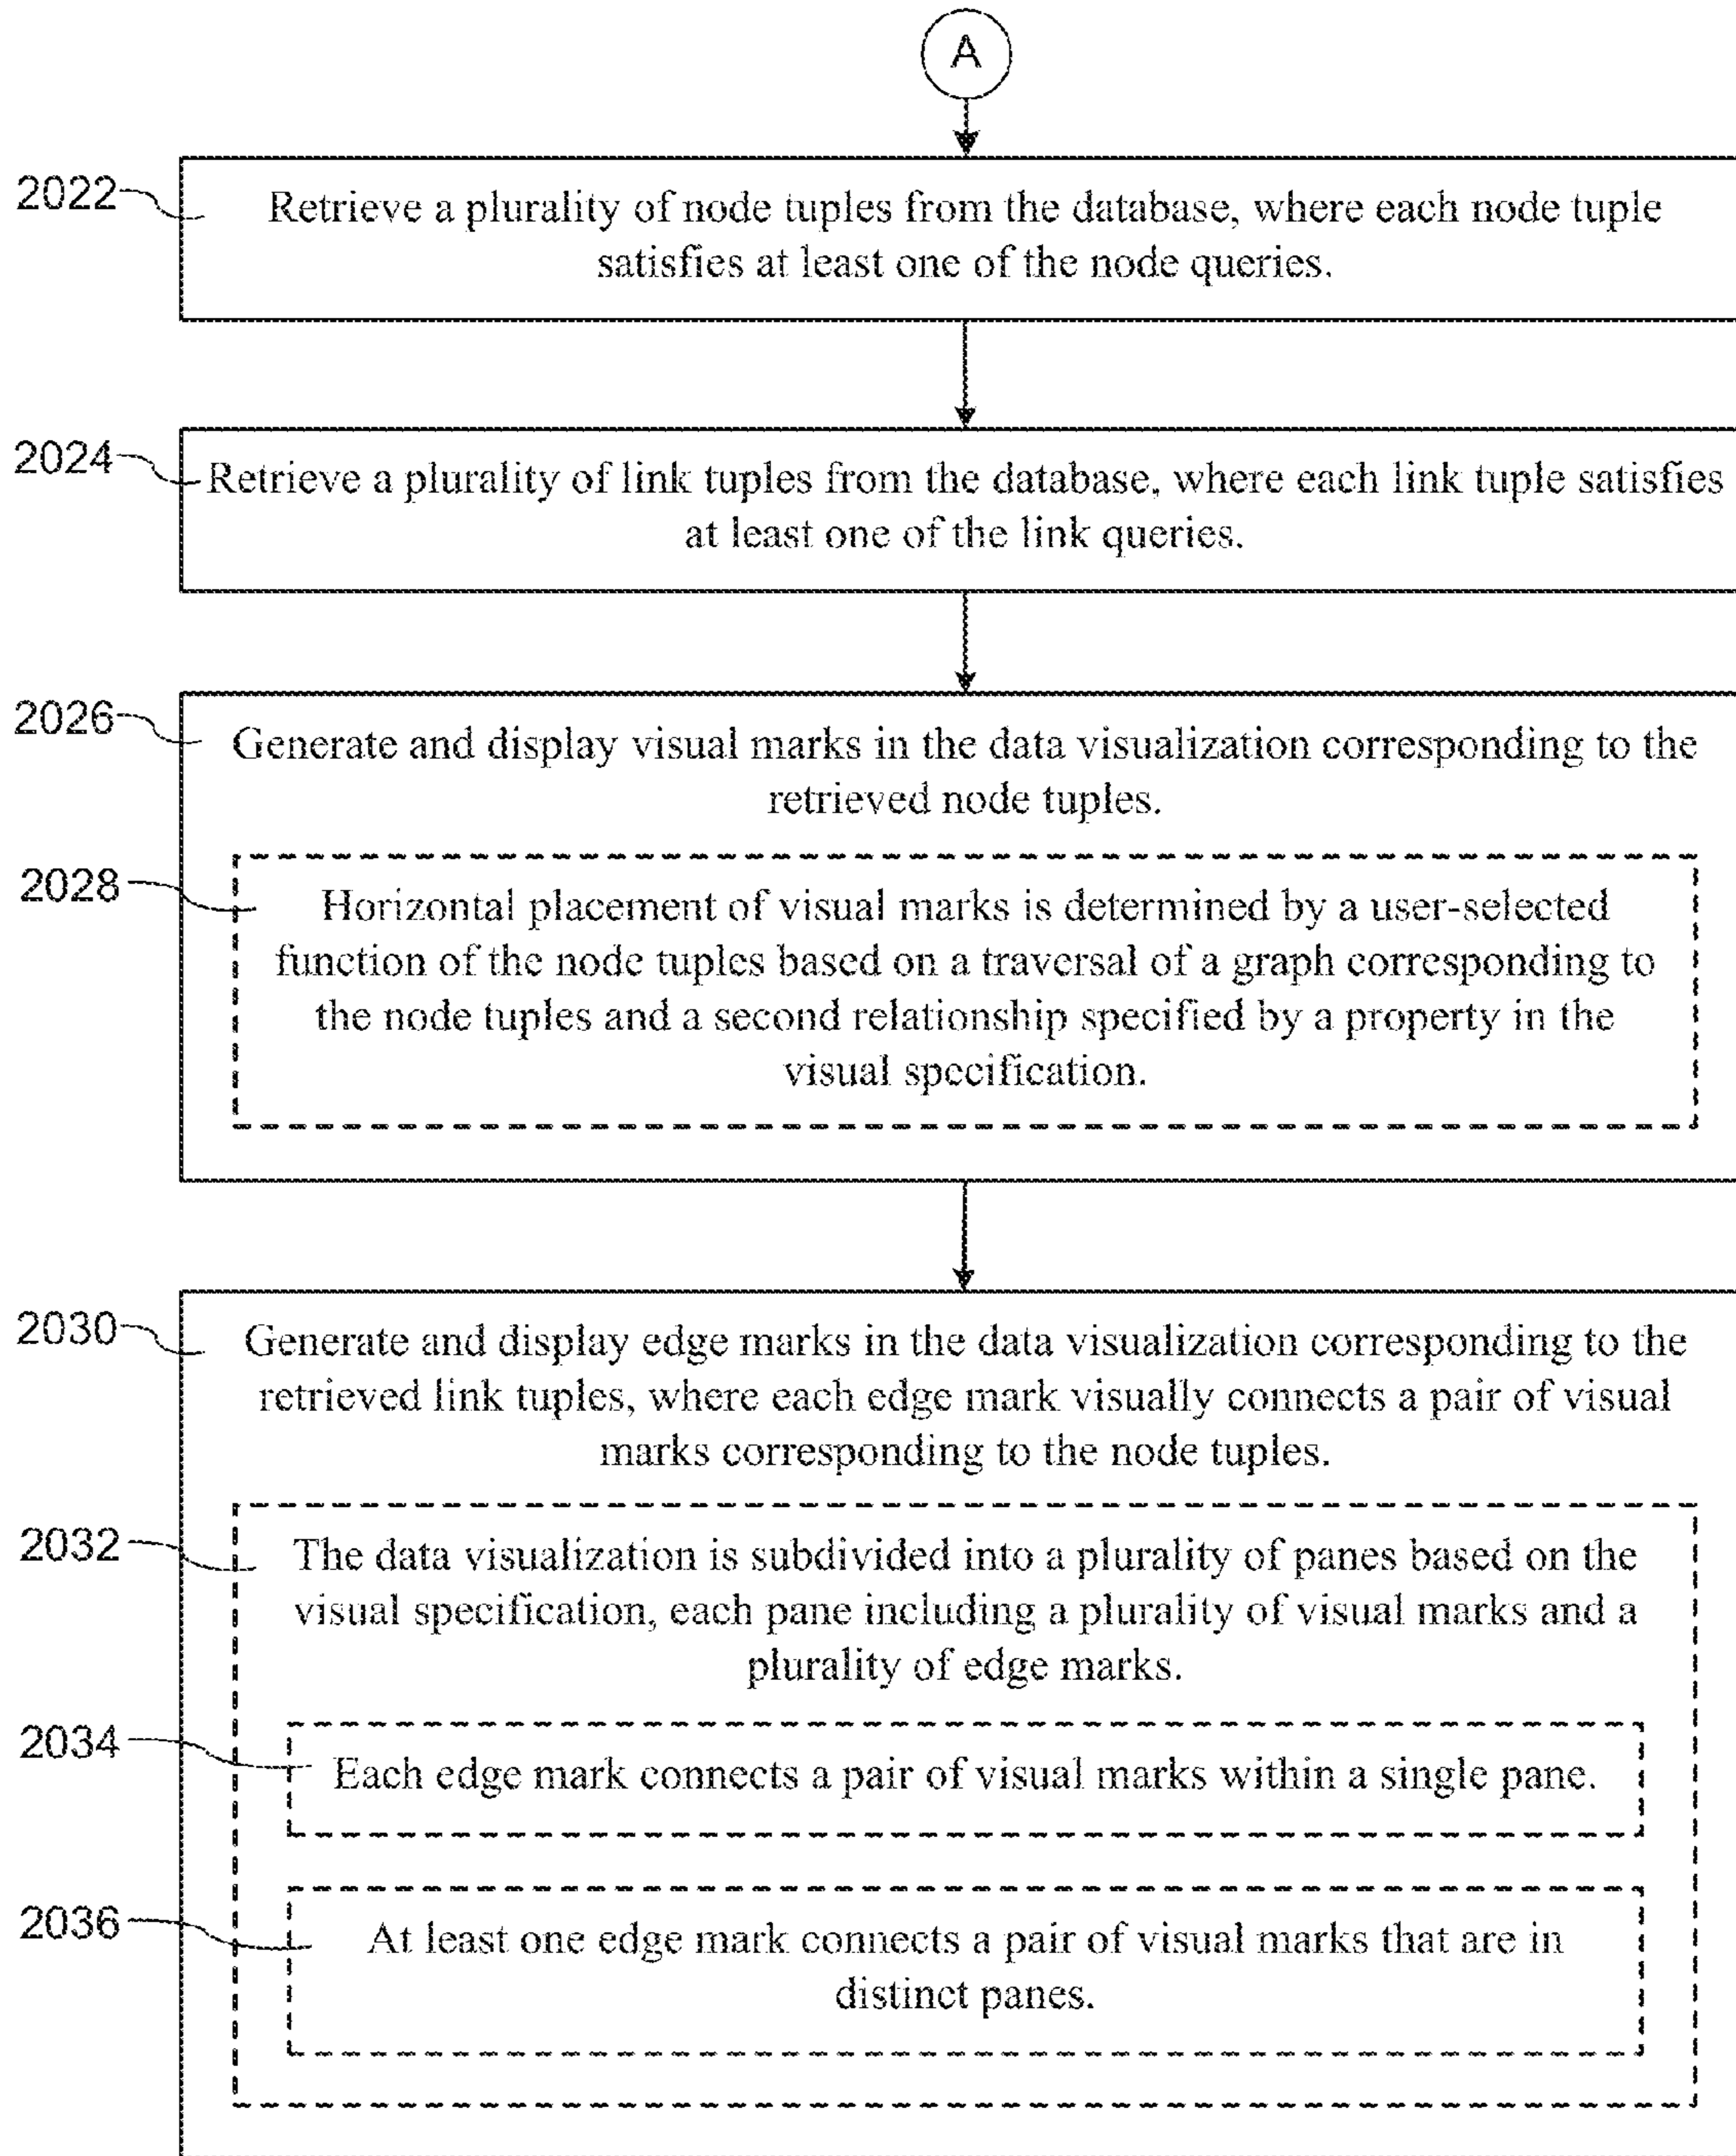 A
2022
Retrieve a plurality of node tuples from the database, where each node tuple
satisfies at least one of the node queries.
2024
Retrieve a plurality of link tuples from the database, where each link tuple satisfies
at least one of the link queries.
2026
Generate and display visual marks in the data visualization corresponding to the
retrieved node tuples.
2028
Horizontal placement of visual marks is determined by a user-selected
function of the node tuples based on a traversal of a graph corresponding to
the node tuples and a second relationship specified by a property in the
visual specification.
2030
Generate and display edge marks in the data visualization corresponding to the
retrieved link tuples, where each edge mark visually connects a pair of visual
marks corresponding to the node tuples.
2032
The data visualization is subdivided into a plurality of panes based on the
visual specification, each pane including a plurality of visual marks and a
plurality of edge marks.
2034
Each edge mark connects a pair of visual marks within a single pane.
2036
At least one edge mark connects a pair of visual marks that are in
distinct panes.